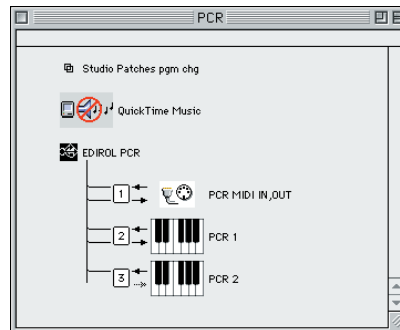 PCR
Studio Patches pgm chg
QuickTime Music
EDIROL PCR
1 PCR MIDI IN,OUT
2 PCR 1
3 PCR 2